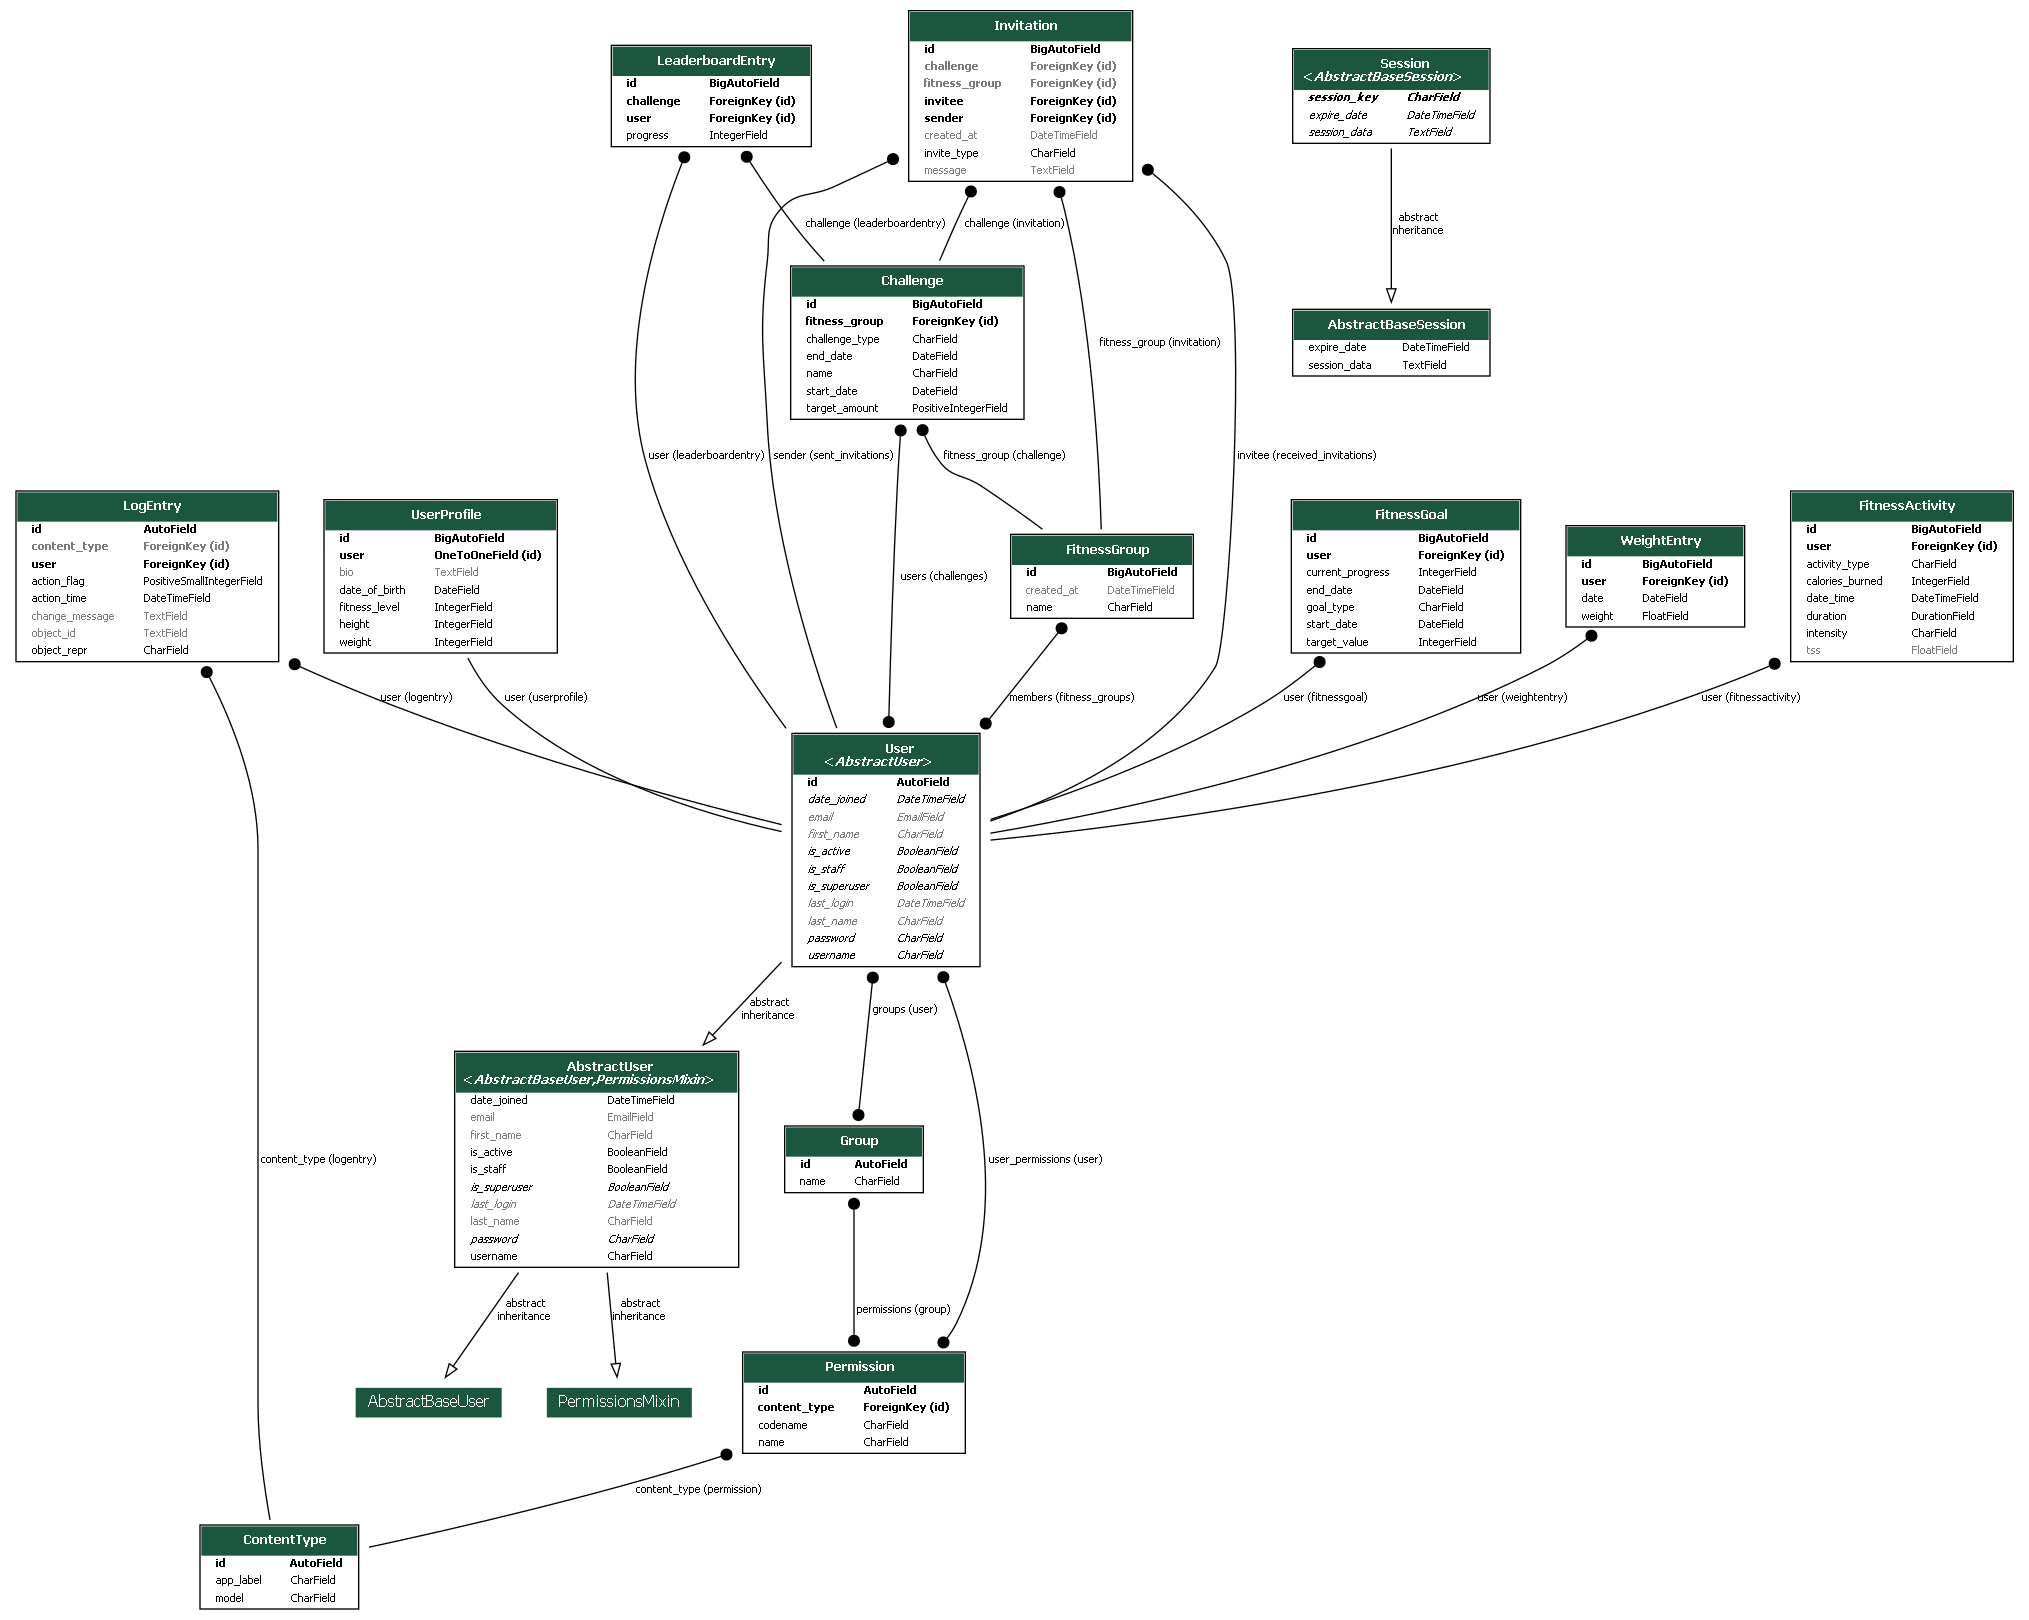 Invitation
id BigAutoField
challenge ForeignKey (id)
fitness_group ForeignKey (id)
invitee ForeignKey (id)
sender ForeignKey (id)
created_at DateTimeField
invite_type CharField
message TextField
LeaderboardEntry
id BigAutoField
challenge ForeignKey (id)
user ForeignKey (id)
progress IntegerField
Session
<AbstractBaseSession>
session_key CharField
expire_date DateTimeField
session_data TextField
challenge (leaderboardentry)
challenge (invitation)
abstract
nheritance
Challenge
id BigAutoField
fitness_group ForeignKey (id)
challenge_type CharField
end_date DateField
name CharField
start_date DateField
target_amount PositiveIntegerField
fitness_group (invitation)
AbstractBaseSession
expire_date DateTimeField
session_data TextField
user (leaderboardentry)
sender (sent_invitations)
fitness_group (challenge)
invitee (received_invitations)
LogEntry
id AutoField
content_type ForeignKey (id)
user ForeignKey (id)
action_flag PositiveSmallIntegerField
action_time DateTimeField
change_message TextField
object_id TextField
object_repr CharField
UserProfile
id BigAutoField
user OneToOneField (id)
bio TextField
date_of_birth DateField
fitness_level IntegerField
height IntegerField
weight IntegerField
users (challenges)
FitnessGroup
id BigAutoField
created_at DateTimeField
name CharField
FitnessGoal
id BigAutoField
user ForeignKey (id)
current_progress IntegerField
end_date DateField
goal_type CharField
start_date DateField
target_value IntegerField
WeightEntry
id BigAutoField
user ForeignKey (id)
date DateField
weight FloatField
FitnessActivity
id BigAutoField
user ForeignKey (id)
activity_type CharField
calories_burned IntegerField
date_time DateTimeField
duration DurationField
intensity CharField
tss FloatField
user (logentry)
user (userprofile)
members (fitness_groups)
user (fitnessgoal)
user (weightentry)
user (fitnessactivity)
User
<AbstractUser>
id AutoField
date_joined DateTimeField
email EmailField
first_name CharField
is_active BooleanField
is_staff BooleanField
is_superuser BooleanField
last_login DateTimeField
last_name CharField
password CharField
username CharField
abstract
inheritance
groups (user)
AbstractUser
<AbstractBaseUser,PermissionsMixin>
date_joined DateTimeField
email EmailField
first_name CharField
is_active BooleanField
is_staff BooleanField
is_superuser BooleanField
last_login DateTimeField
last_name CharField
password CharField
username CharField
Group
id AutoField
name CharField
content_type (logentry)
user_permissions (user)
abstract
inheritance
abstract
inheritance
permissions (group)
AbstractBaseUser
PermissionsMixin
Permission
id AutoField
content_type ForeignKey (id)
codename CharField
name CharField
content_type (permission)
ContentType
id AutoField
app_label CharField
model CharField